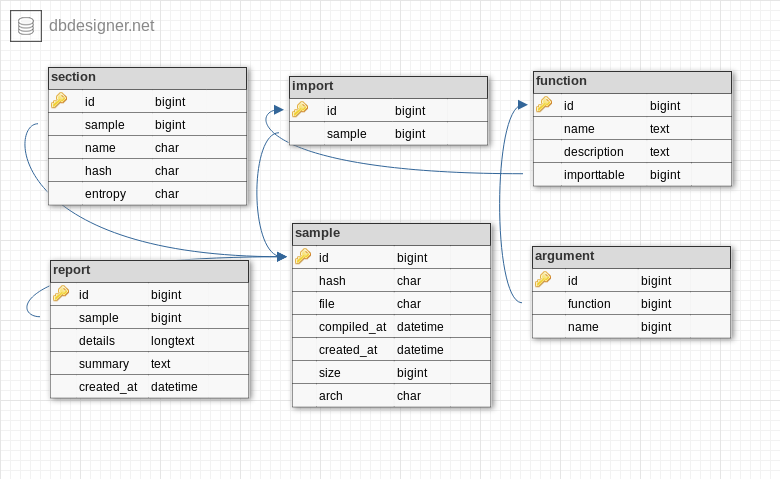 dbdesigner.net
section
id bigint
sample bigint
name char
hash char
entropy char
import
id bigint
sample bigint
function
id bigint
name text
description text
importtable bigint
report
id bigint
sample bigint
details longtext
summary text
created_at datetime
sample
id bigint
hash char
file char
compiled_at datetime
created_at datetime
size bigint
arch char
argument
id bigint
function bigint
name bigint